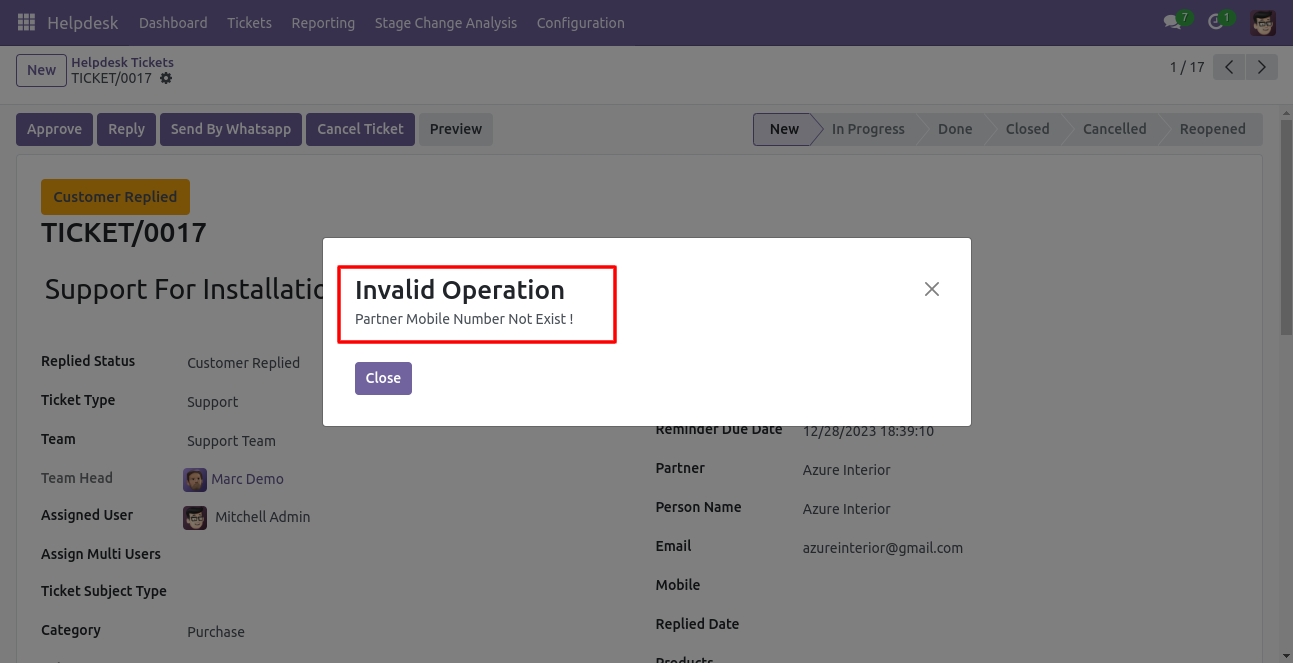 Helpdesk Dashboard Tickets Reporting Stage Change Analysis Configuration 7 1
New Helpdesk Tickets
TICKET/0017
1 / 17
Approve Reply Send By Whatsapp Cancel Ticket Preview New In Progress Done Closed Cancelled Reopened
Customer Replied
TICKET/0017
Support For Installatio
Invalid Operation
Partner Mobile Number Not Exist !
Close
Replied Status Customer Replied
Ticket Type Support
Team Support Team
Team Head Marc Demo
Assigned User Mitchell Admin
Assign Multi Users
Ticket Subject Type
Category Purchase
Reminder Due Date 12/28/2023 18:39:10
Partner Azure Interior
Person Name Azure Interior
Email azureinterior@gmail.com
Mobile
Replied Date
Products